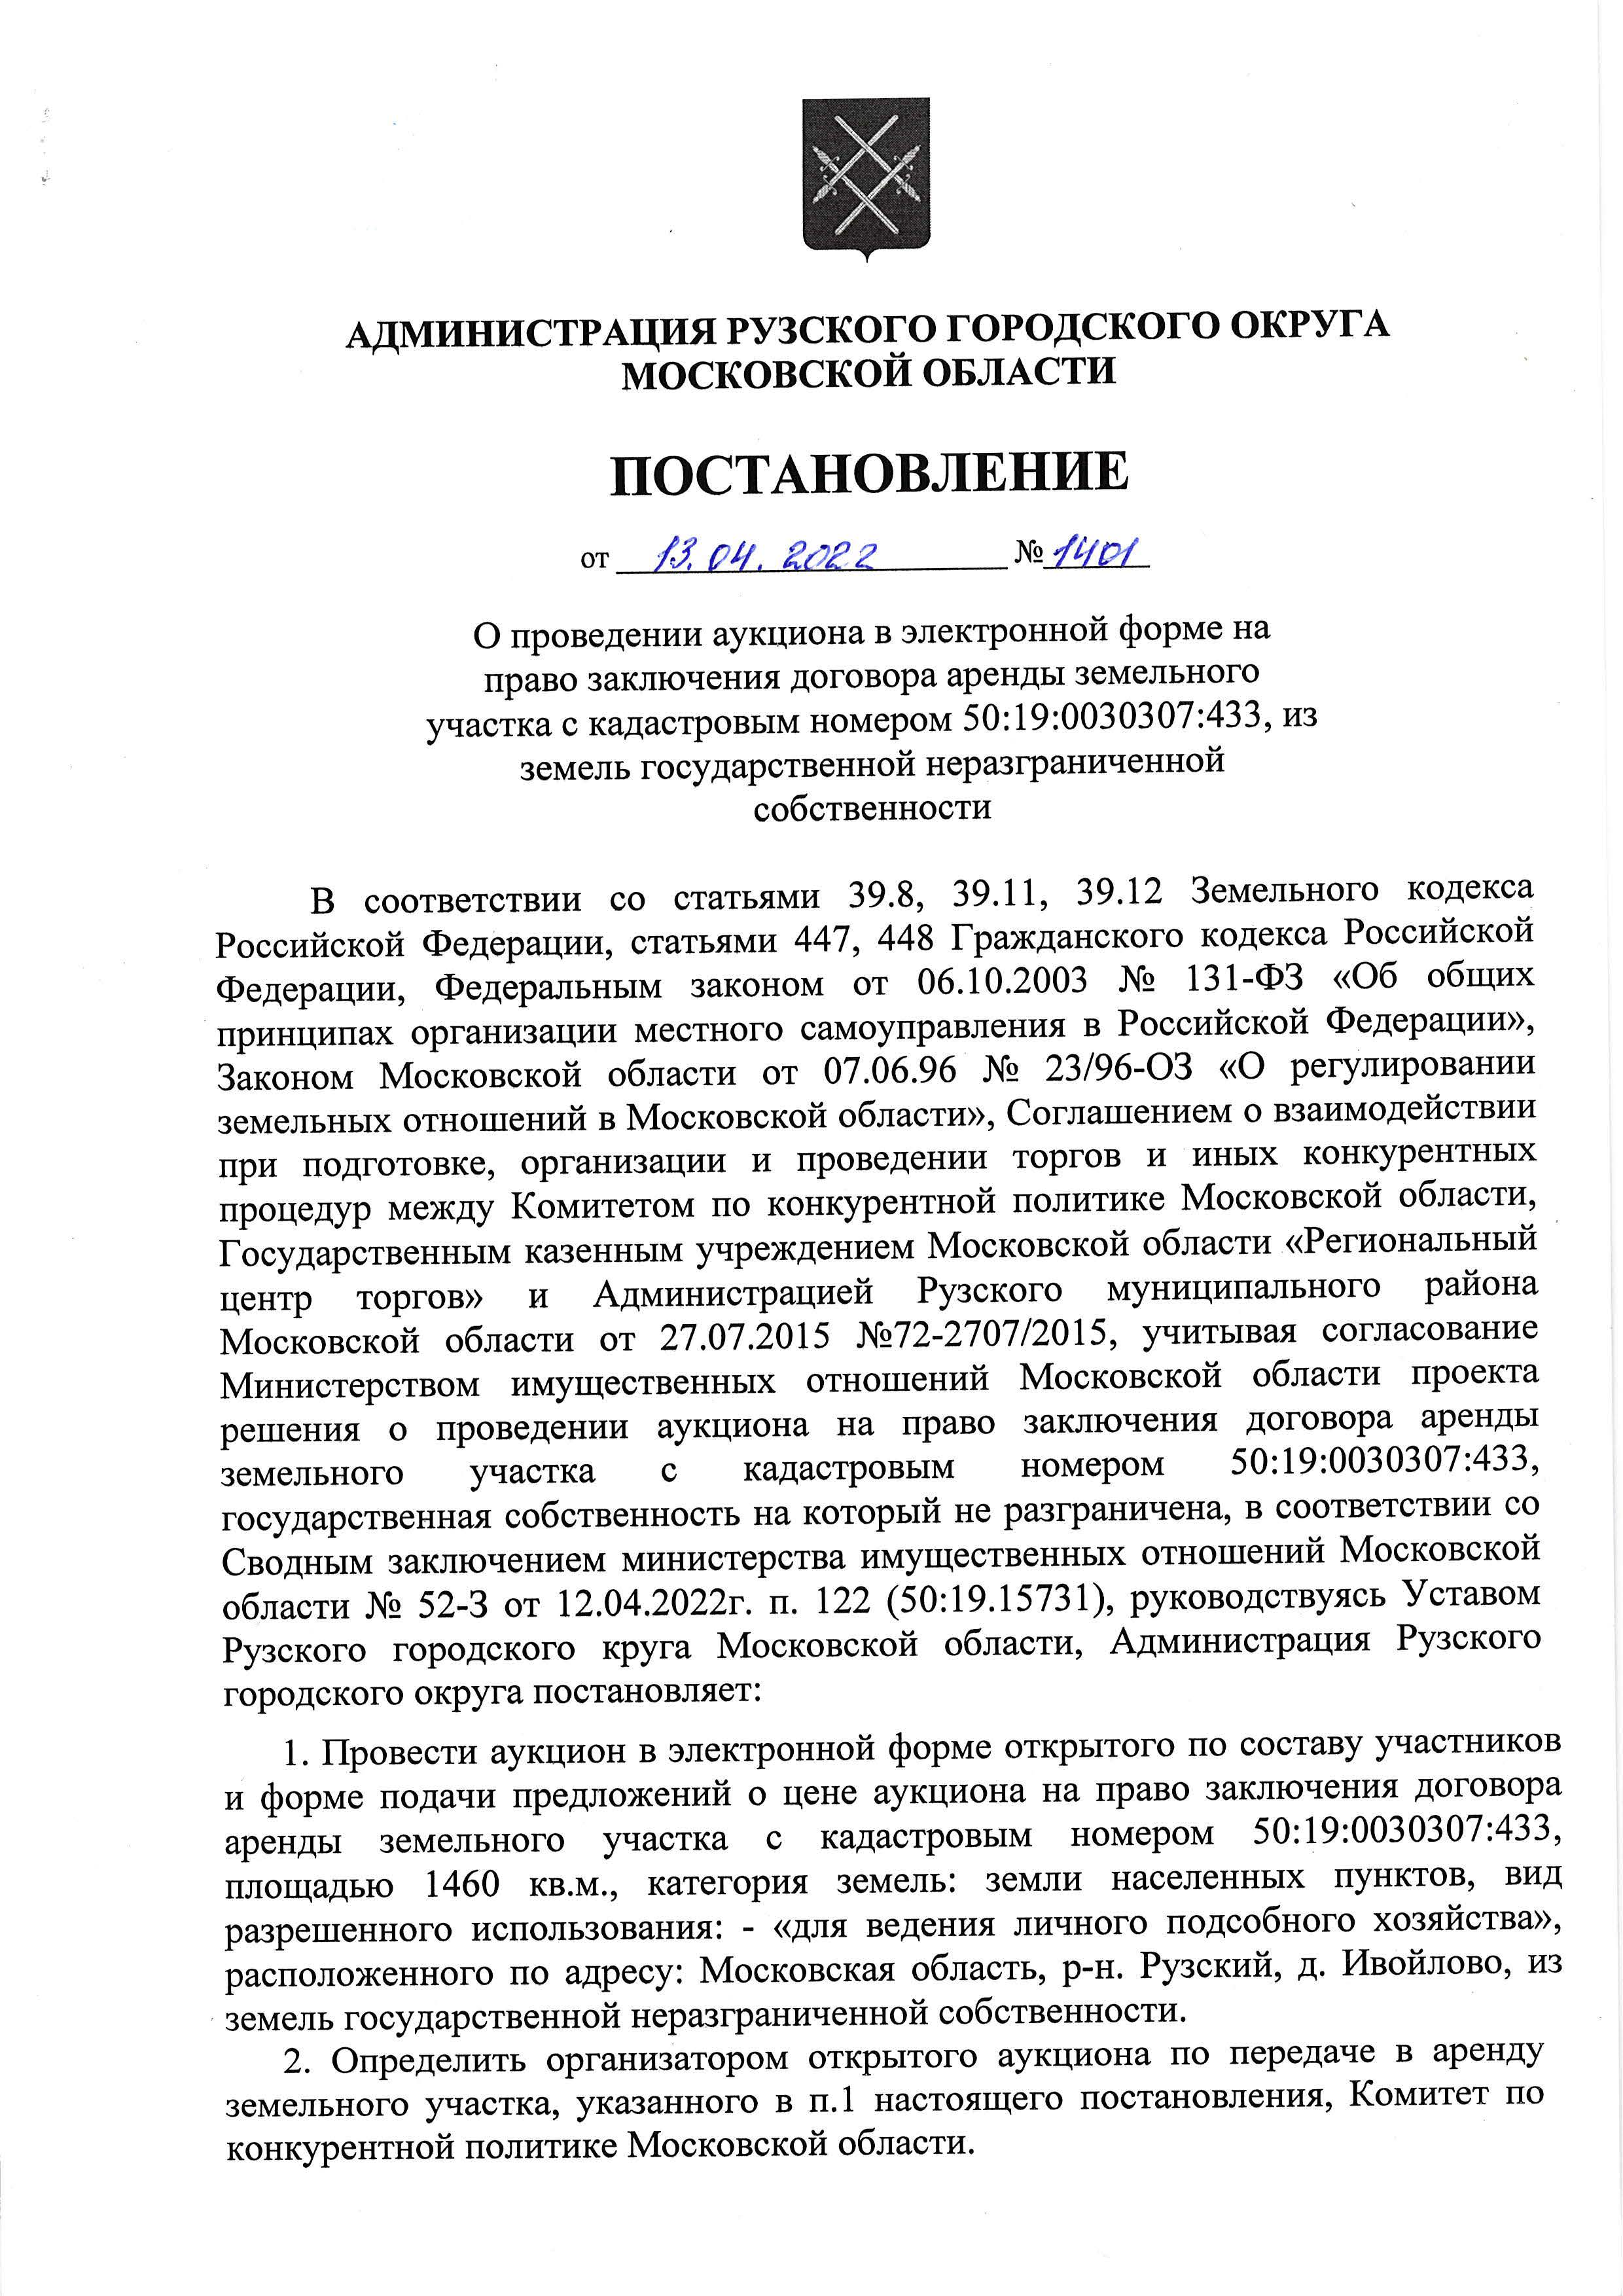 АДМИНИСТРАЦИЯ РУЗСКОГО ГОРОДСКОГО ОКРУГА
МОСКОВСКОЙ ОБЛАСТИ
ПОСТАНОВЛЕНИЕ
от 13.04.2022 № 1401
О проведении аукциона в электронной форме на
право заключения договора аренды земельного
участка с кадастровым номером 50:19:0030307:433, из
земель государственной неразграниченной
собственности
В соответствии со статьями 39.8, 39.11, 39.12 Земельного кодекса
Российской Федерации, статьями 447, 448 Гражданского кодекса Российской
Федерации, Федеральным законом от 06.10.2003 № 131-ФЗ «Об общих
принципах организации местного самоуправления в Российской Федерации»,
Законом Московской области от 07.06.96 № 23/96-ОЗ «О регулировании
земельных отношений в Московской области», Соглашением о взаимодействии
при подготовке, организации и проведении торгов и иных конкурентных
процедур между Комитетом по конкурентной политике Московской области,
Государственным казенным учреждением Московской области «Региональный
центр торгов» и Администрацией Рузского муниципального района
Московской области от 27.07.2015 №72-2707/2015, учитывая согласование
Министерством имущественных отношений Московской области проекта
решения о проведении аукциона на право заключения договора аренды
земельного участка с кадастровым номером 50:19:0030307:433,
государственная собственность на который не разграничена, в соответствии со
Сводным заключением министерства имущественных отношений Московской
области № 52-З от 12.04.2022г. п. 122 (50:19.15731), руководствуясь Уставом
Рузского городского круга Московской области, Администрация Рузского
городского округа постановляет:
1. Провести аукцион в электронной форме открытого по составу участников
и форме подачи предложений о цене аукциона на право заключения договора
аренды земельного участка с кадастровым номером 50:19:0030307:433,
площадью 1460 кв.м., категория земель: земли населенных пунктов, вид
разрешенного использования: - «для ведения личного подсобного хозяйства»,
расположенного по адресу: Московская область, р-н. Рузский, д. Ивойлово, из
земель государственной неразграниченной собственности.
2. Определить организатором открытого аукциона по передаче в аренду
земельного участка, указанного в п.1 настоящего постановления, Комитет по
конкурентной политике Московской области.